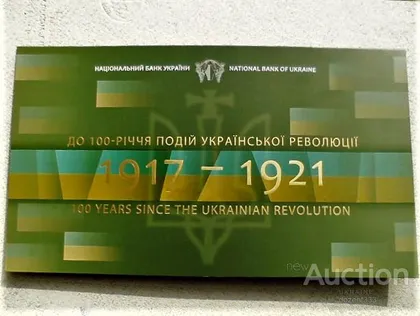 НАЦІОНАЛЬНИЙ БАНК УКРАЇНИ NATIONAL BANK OF UKRAINE
ДО 100-РІЧЧЯ ПОДІЙ УКРАЇНСЬКОЇ РЕВОЛЮЦІЇ
1917 – 1921
100 YEARS SINCE THE UKRAINIAN REVOLUTION
new
Auction